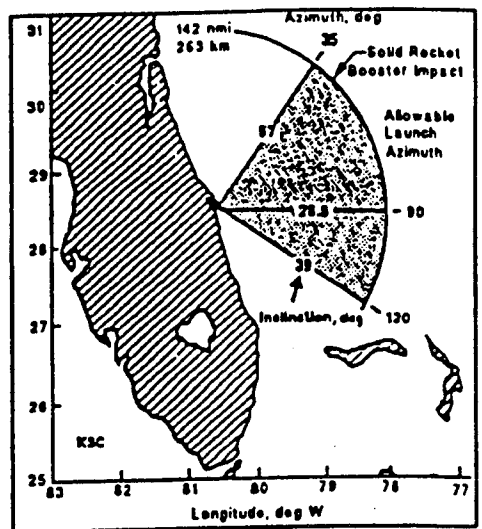 142 nmi
263 km
Azimuth, deg
35
Solid Rocket
Booster Impact
Allowable
Launch
Azimuth
57
28.5
90
39
Inclination, deg
120
KSC
31
30
29
28
27
26
25
83
82
81
80
79
78
77
Longitude, deg W